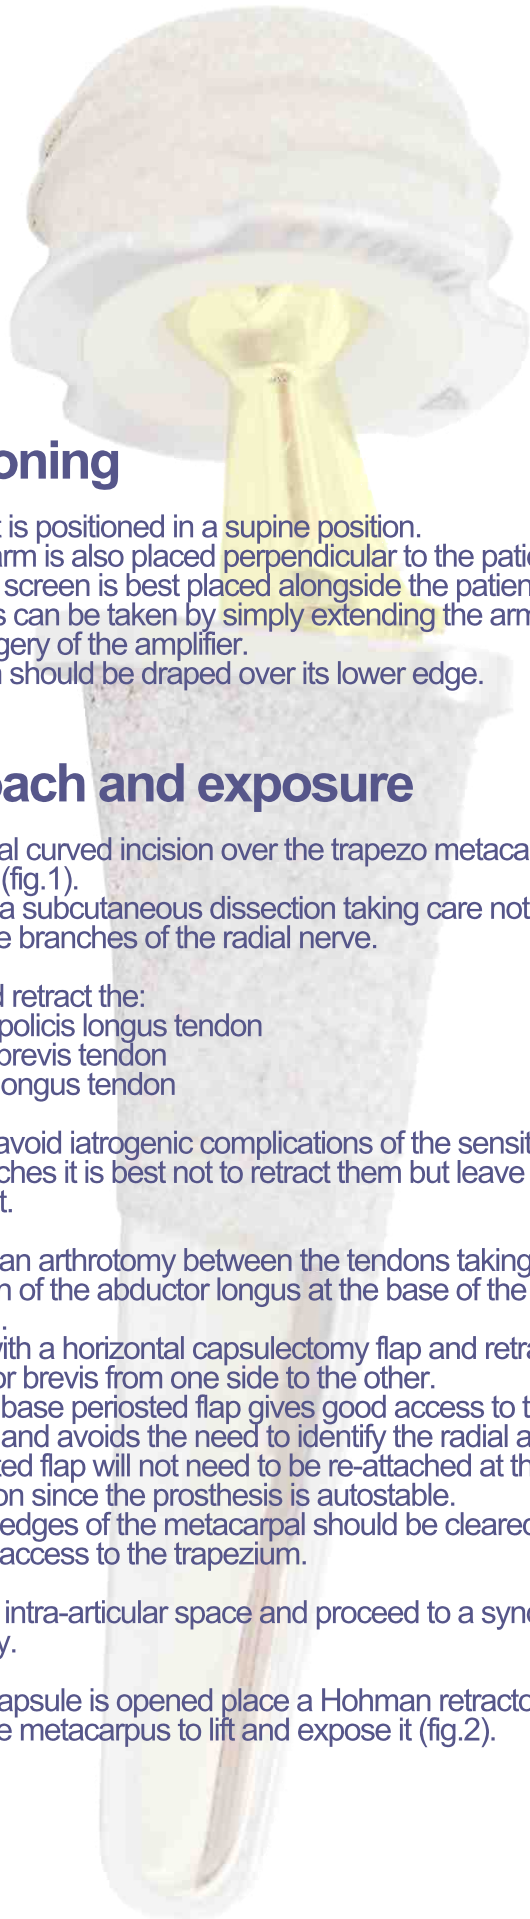 oning
t is positioned in a supine position.
arm is also placed perpendicular to the patie
screen is best placed alongside the patien
s can be taken by simply extending the arm
gery of the amplifier.
n should be draped over its lower edge.
oach and exposure
al curved incision over the trapezo metaca
(fig.1).
a subcutaneous dissection taking care not
e branches of the radial nerve.
d retract the:
policis longus tendon
brevis tendon
ongus tendon
avoid iatrogenic complications of the sensit
ches it is best not to retract them but leave
t.
an arthrotomy between the tendons taking
n of the abductor longus at the base of the
.
with a horizontal capsulectomy flap and retra
or brevis from one side to the other.
base periosted flap gives good access to t
and avoids the need to identify the radial a
ted flap will not need to be re-attached at th
on since the prosthesis is autostable.
edges of the metacarpal should be cleared
access to the trapezium.
intra-articular space and proceed to a syne
y.
apsule is opened place a Hohman retracto
e metacarpus to lift and expose it (fig.2).